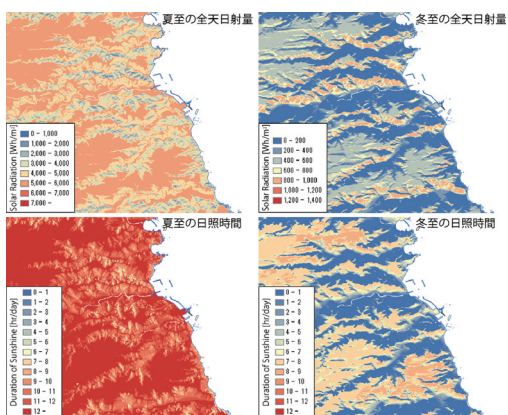 夏至の全天日射量
Solar Radiation [Wh/m²]
0 - 1,000
1,000 - 2,000
2,000 - 3,000
3,000 - 4,000
4,000 - 5,000
5,000 - 6,000
6,000 - 7,000
7,000 -
冬至の全天日射量
Solar Radiation [Wh/m²]
0 - 200
200 - 400
400 - 600
600 - 800
800 - 1,000
1,000 - 1,200
1,200 - 1,400
夏至の日照時間
Duration of Sunshine [hr/day]
0 - 1
1 - 2
2 - 3
3 - 4
4 - 5
5 - 6
6 - 7
7 - 8
8 - 9
9 - 10
10 - 11
11 - 12
12 -
冬至の日照時間
Duration of Sunshine [hr/day]
0 - 1
1 - 2
2 - 3
3 - 4
4 - 5
5 - 6
6 - 7
7 - 8
8 - 9
9 - 10
10 - 11
11 - 12
12 -